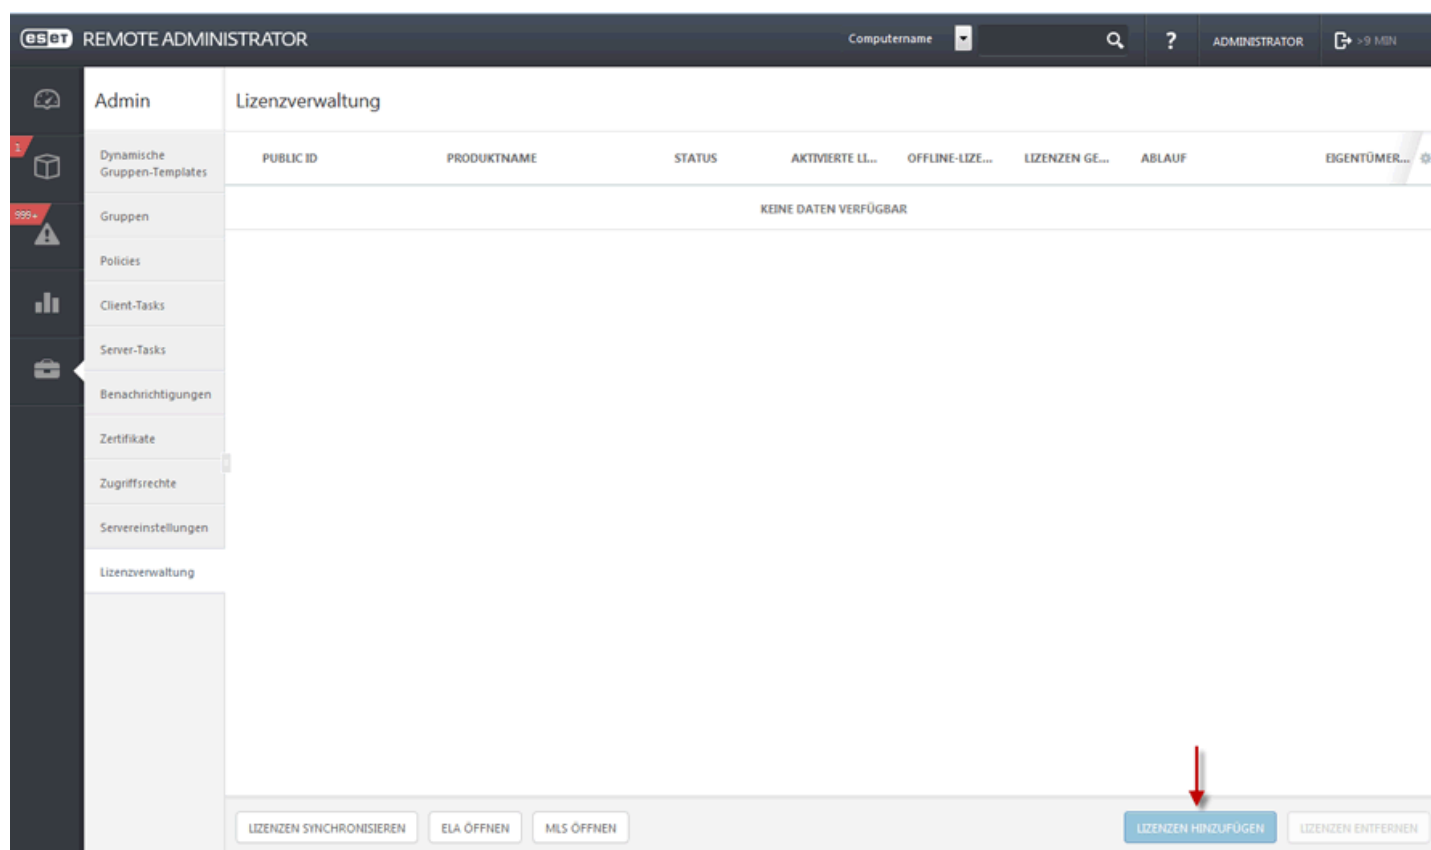 eset REMOTE ADMINISTRATOR
Computername
?
ADMINISTRATOR
>9 MIN
Admin
Lizenzverwaltung
1
999+
Dynamische
Gruppen-Templates
Gruppen
Policies
Client-Tasks
Server-Tasks
Benachrichtigungen
Zertifikate
Zugriffsrechte
Servereinstellungen
Lizenzverwaltung
PUBLIC ID PRODUKTNAME STATUS AKTIVIERTE LI... OFFLINE-LIZE... LIZENZEN GE... ABLAUF EIGENTÜMER...
KEINE DATEN VERFÜGBAR
LIZENZEN SYNCHRONISIEREN ELA ÖFFNEN MLS ÖFFNEN LIZENZEN HINZUFÜGEN LIZENZEN ENTFERNEN